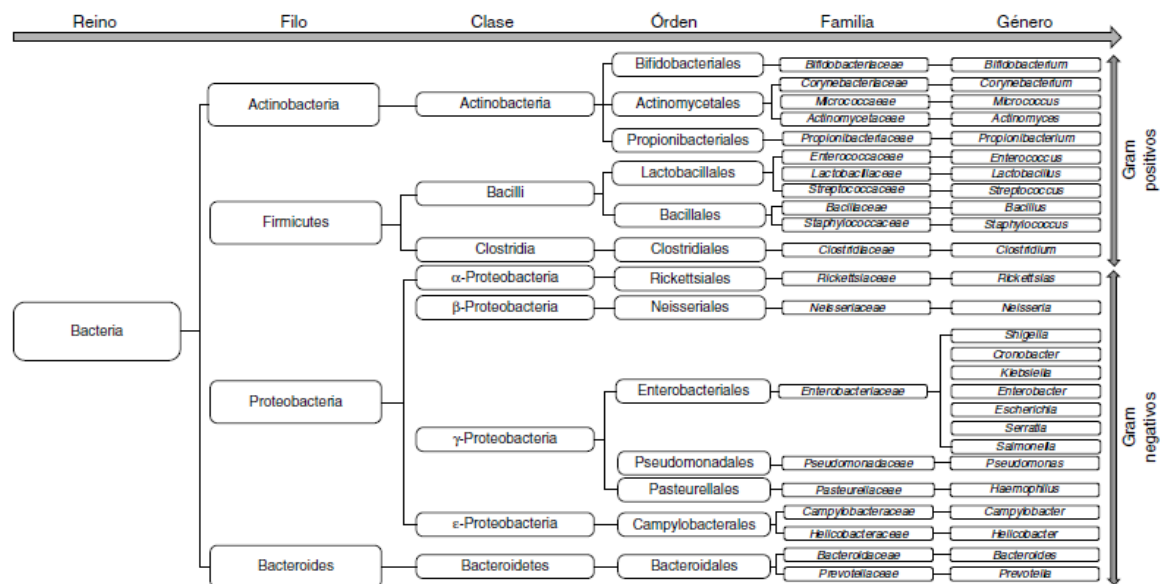 Reino Filo Clase Órden Familia Género
Bifidobacteriales Bifidobacteriaceae Bifidobacterium
Corynebacteriaceae Corynebacterium
Actinobacteria Actinobacteria Actinomycetales Micrococcaeae Micrococcus
Actinomycetaceae Actinomyces
Propionibacteriales Propionibacteriaceae Propionibacterium
Enterococcaceae Enterococcus
Lactobacillales Lactobacillaceae Lactobacillus
Bacilli Streptococcaceae Streptococcus
Firmicutes Bacillales Bacillaceae Bacillus
Staphylococcaceae Staphylococcus
Clostridia Clostridiales Clostridiaceae Clostridium
Gram
positivos
α-Proteobacteria Rickettsiales Rickettsiaceae Rickettsias
β-Proteobacteria Neisseriales Neisseriaceae Neisseria
Bacteria
Shigella
Cronobacter
Klebsiella
Proteobacteria Enterobacteriales Enterobacteriaceae Enterobacter
Escherichia
γ-Proteobacteria Serratia
Salmonella
Pseudomonadales Pseudomonadaceae Pseudomonas
Pasteurellales Pasteurellaceae Haemophilus
ε-Proteobacteria Campylobacterales Campylobacteraceae Campylobacter
Helicobacteraceae Helicobacter
Bacteroides Bacteroidetes Bacteroidales Bacteroidaceae Bacteroides
Prevotellaceae Prevotella
Gram
negativos